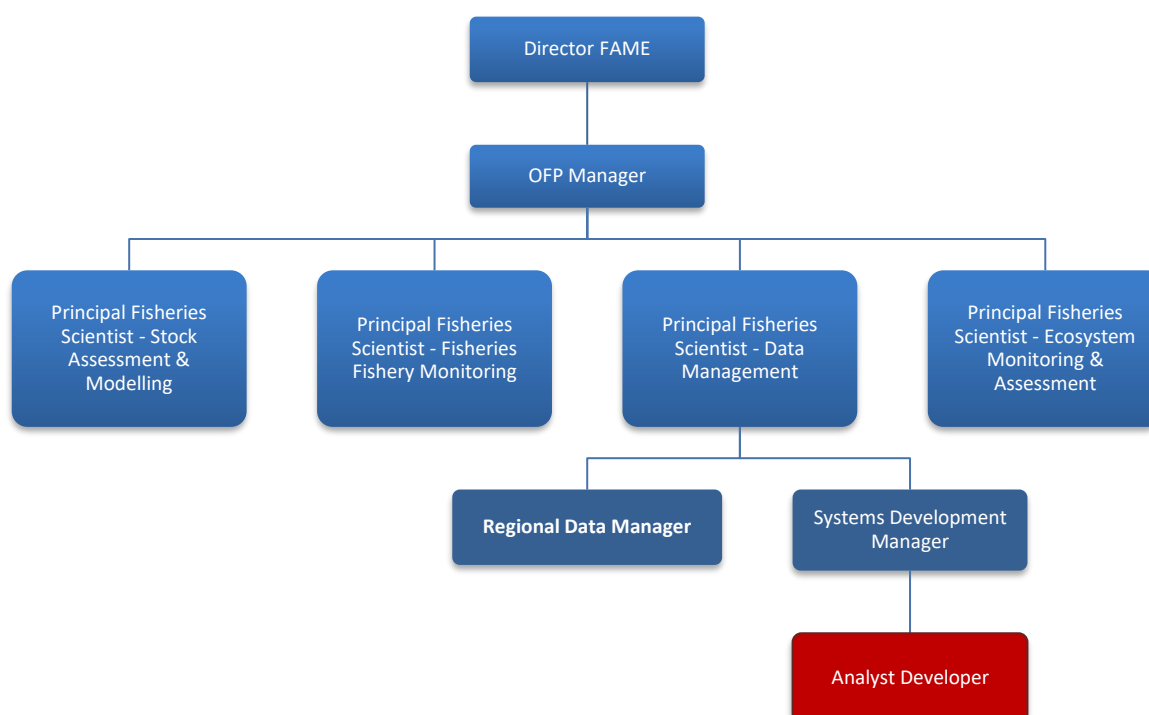 Director FAME
OFP Manager
Principal Fisheries
Scientist - Stock
Assessment &
Modelling
Principal Fisheries
Scientist - Fisheries
Fishery Monitoring
Principal Fisheries
Scientist - Data
Management
Principal Fisheries
Scientist - Ecosystem
Monitoring &
Assessment
Regional Data Manager
Systems Development
Manager
Analyst Developer